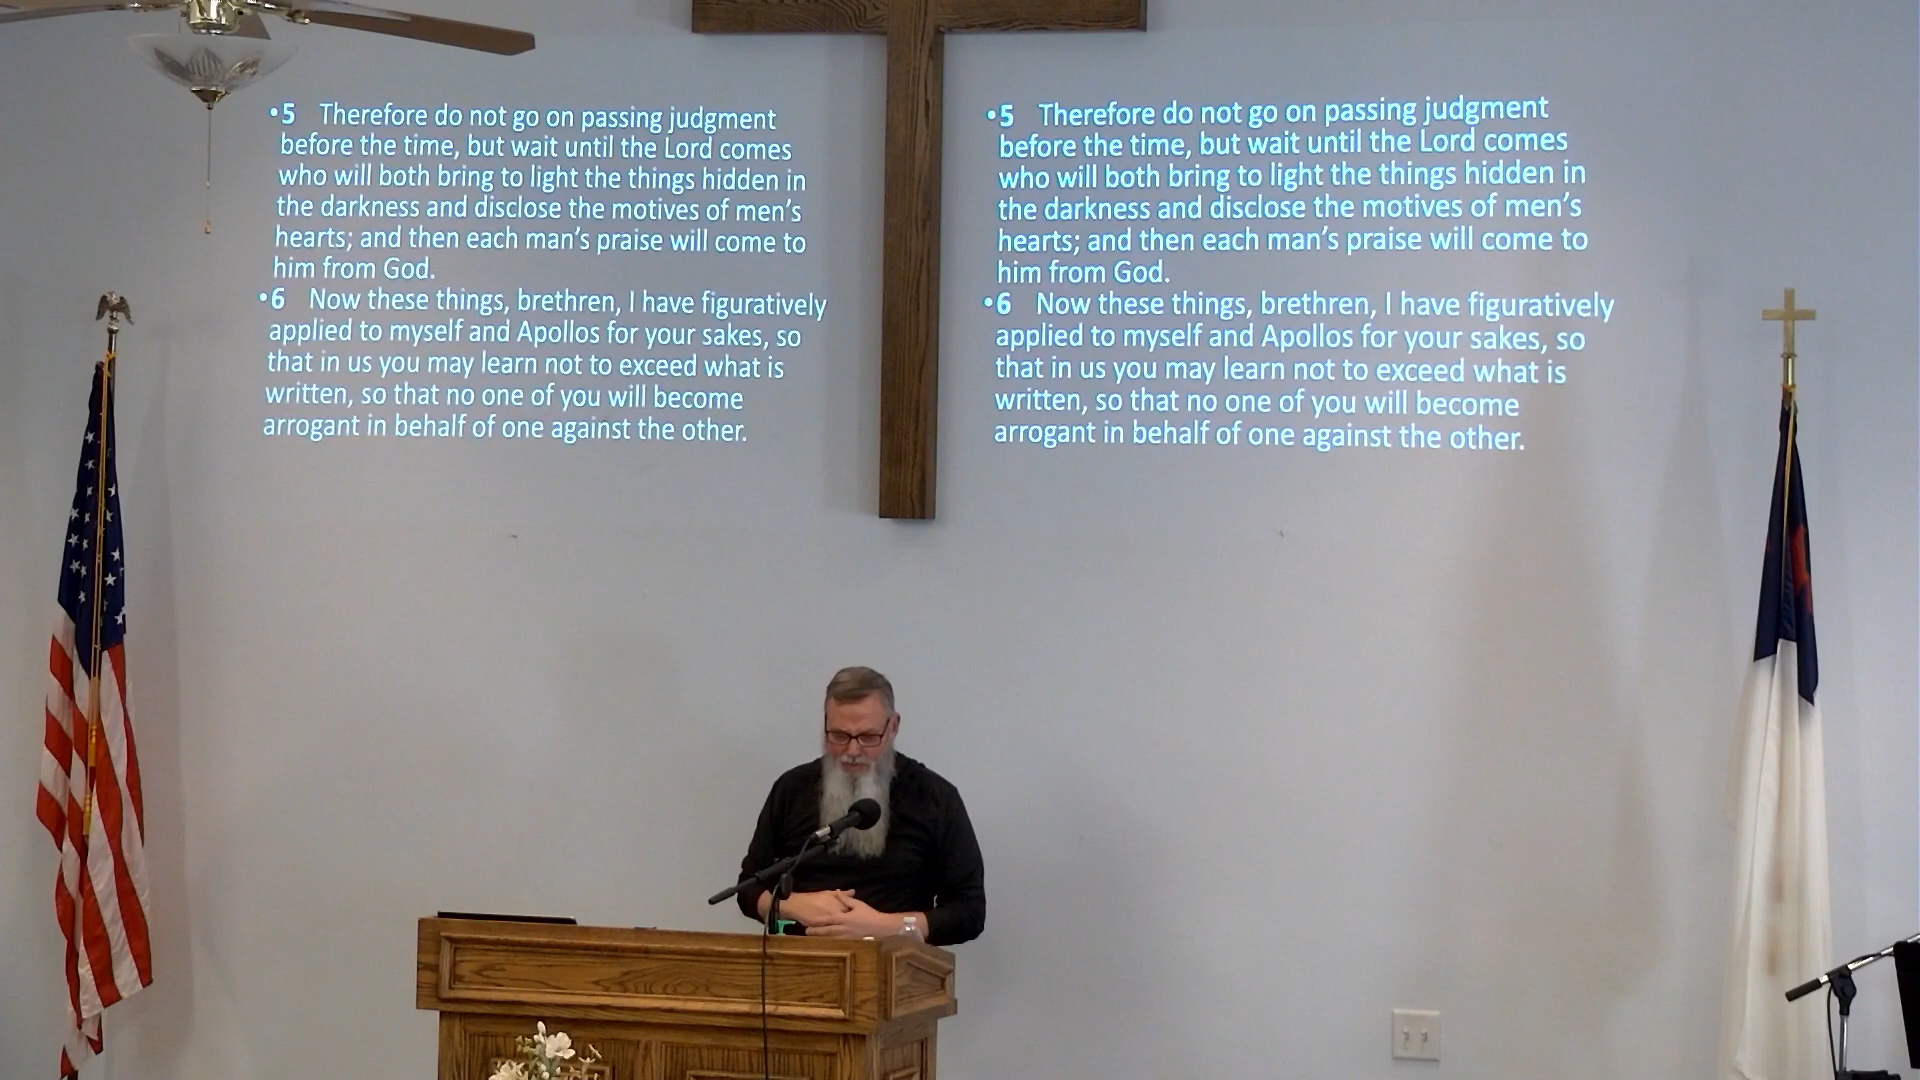 •5 Therefore do not go on passing judgment
before the time, but wait until the Lord comes
who will both bring to light the things hidden in
the darkness and disclose the motives of men’s
hearts; and then each man’s praise will come to
him from God.
•6 Now these things, brethren, I have figuratively
applied to myself and Apollos for your sakes, so
that in us you may learn not to exceed what is
written, so that no one of you will become
arrogant in behalf of one against the other.
•5 Therefore do not go on passing judgment
before the time, but wait until the Lord comes
who will both bring to light the things hidden in
the darkness and disclose the motives of men’s
hearts; and then each man’s praise will come to
him from God.
•6 Now these things, brethren, I have figuratively
applied to myself and Apollos for your sakes, so
that in us you may learn not to exceed what is
written, so that no one of you will become
arrogant in behalf of one against the other.